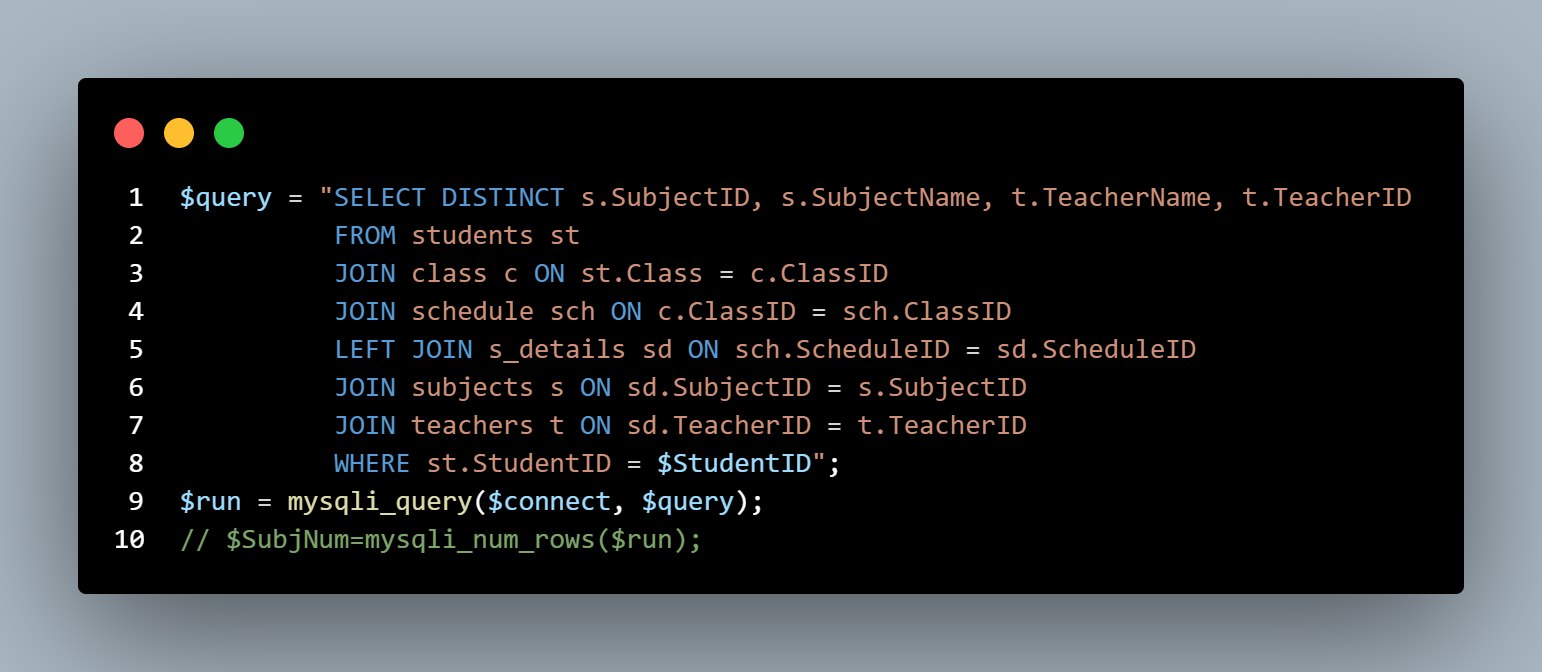 1 $query = "SELECT DISTINCT s.SubjectID, s.SubjectName, t.TeacherName, t.TeacherID
2 FROM students st
3 JOIN class c ON st.Class = c.ClassID
4 JOIN schedule sch ON c.ClassID = sch.ClassID
5 LEFT JOIN s_details sd ON sch.ScheduleID = sd.ScheduleID
6 JOIN subjects s ON sd.SubjectID = s.SubjectID
7 JOIN teachers t ON sd.TeacherID = t.TeacherID
8 WHERE st.StudentID = $StudentID";
9 $run = mysqli_query($connect, $query);
10 // $SubjNum=mysqli_num_rows($run);